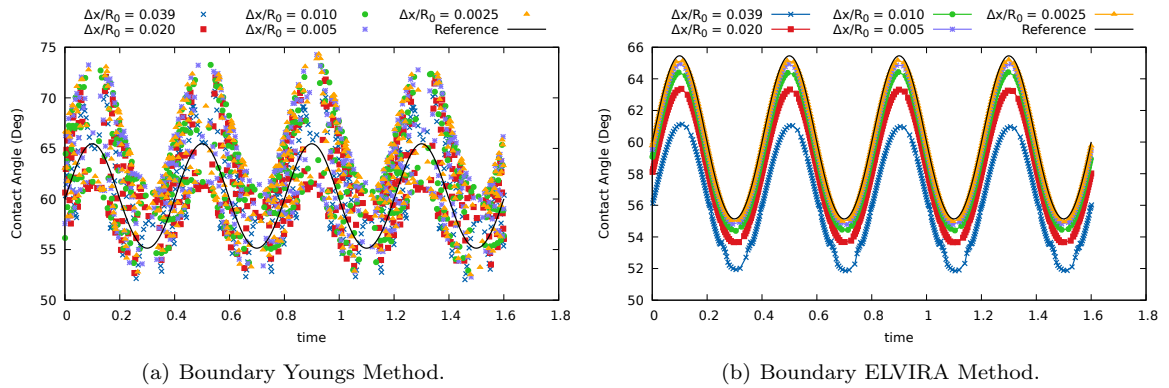 Δx/R₀ = 0.039 Δx/R₀ = 0.010 Δx/R₀ = 0.0025
Δx/R₀ = 0.020 Δx/R₀ = 0.005 Reference
75
70
65
60
55
50
Contact Angle (Deg)
0 0.2 0.4 0.6 0.8 1 1.2 1.4 1.6 1.8
time
(a) Boundary Youngs Method.
Δx/R₀ = 0.039 Δx/R₀ = 0.010 Δx/R₀ = 0.0025
Δx/R₀ = 0.020 Δx/R₀ = 0.005 Reference
66
64
62
60
58
56
54
52
50
Contact Angle (Deg)
0 0.2 0.4 0.6 0.8 1 1.2 1.4 1.6 1.8
time
(b) Boundary ELVIRA Method.